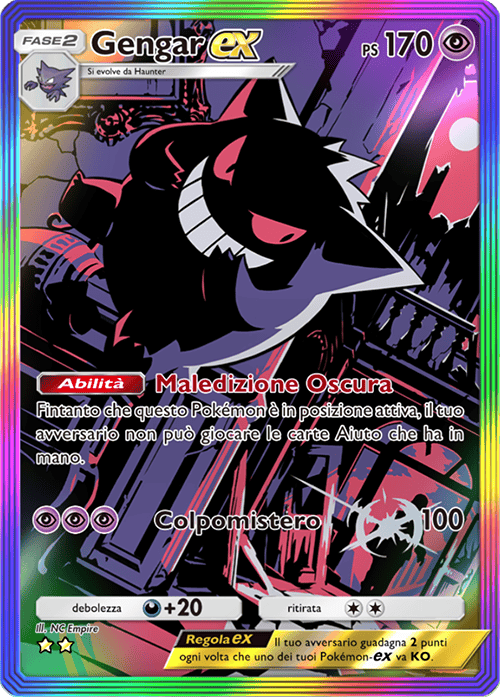 FASE 2 Gengar ex PS 170
Si evolve da Haunter
Abilità Maledizione Oscura
Fintanto che questo Pokémon è in posizione attiva, il tuo
avversario non può giocare le carte Aiuto che ha in
mano.
Colpomistero 100
debolezza +20 ritirata
Ill. NC Empire
Regola ex Il tuo avversario guadagna 2 punti
ogni volta che uno dei tuoi Pokémon-ex va KO.